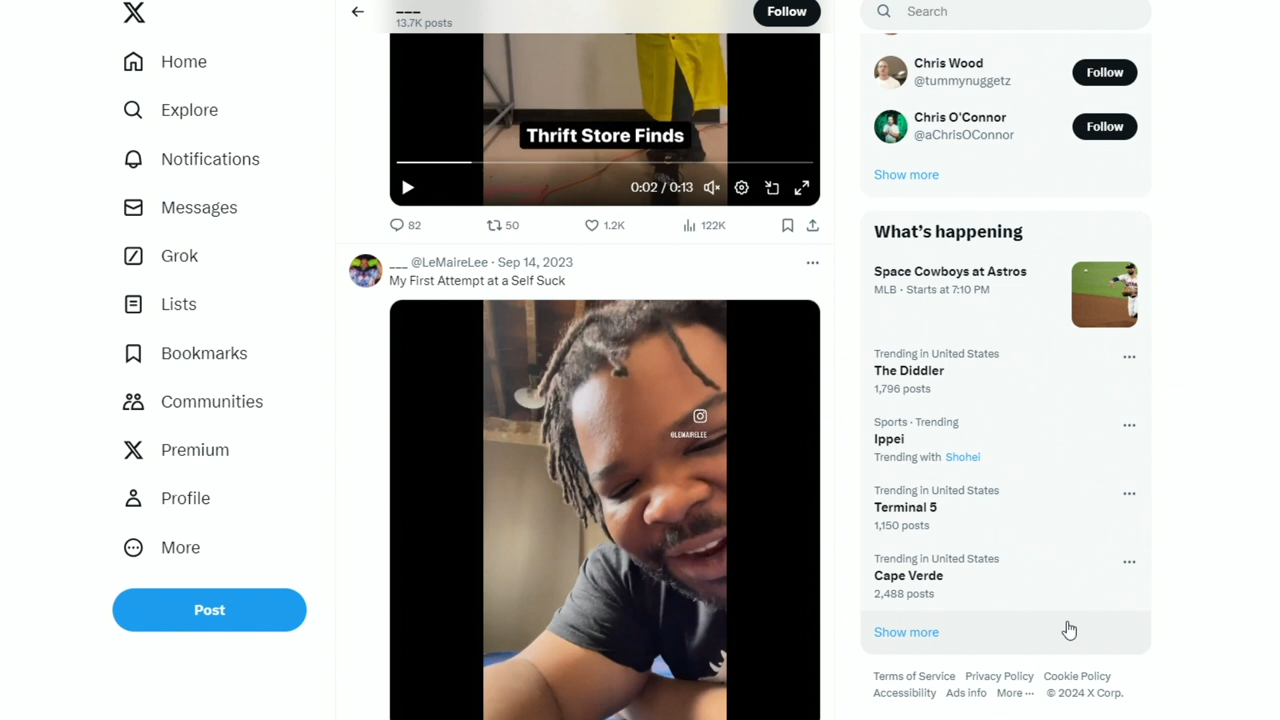 Home
Explore
Notifications
Messages
Grok
Lists
Bookmarks
Communities
Premium
Profile
More
Post
___
13.7K posts
Follow
Thrift Store Finds
0:02 / 0:13
82
50
1.2K
122K
___ @LeMaireLee · Sep 14, 2023
My First Attempt at a Self Suck
@LEMAIRELEE
Search
Chris Wood
@tummynuggetz
Follow
Chris O'Connor
@aChrisOConnor
Follow
Show more
What's happening
Space Cowboys at Astros
MLB · Starts at 7:10 PM
Trending in United States
The Diddler
1,796 posts
Sports · Trending
Ippei
Trending with Shohei
Trending in United States
Terminal 5
1,150 posts
Trending in United States
Cape Verde
2,488 posts
Show more
Terms of Service Privacy Policy Cookie Policy
Accessibility Ads info More ··· © 2024 X Corp.